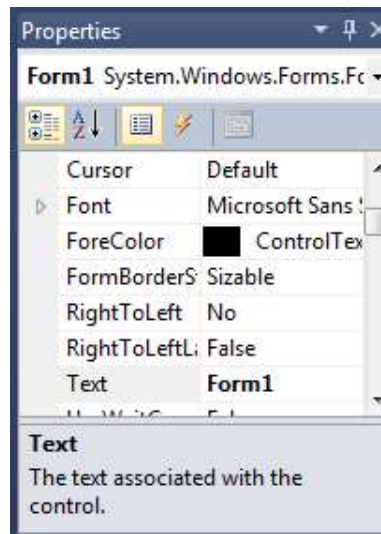 Properties
Form1 System.Windows.Forms.Fc
Cursor Default
Font Microsoft Sans
ForeColor ControlTex
FormBorderS Sizable
RightToLeft No
RightToLeftL False
Text Form1
Text
The text associated with the
control.